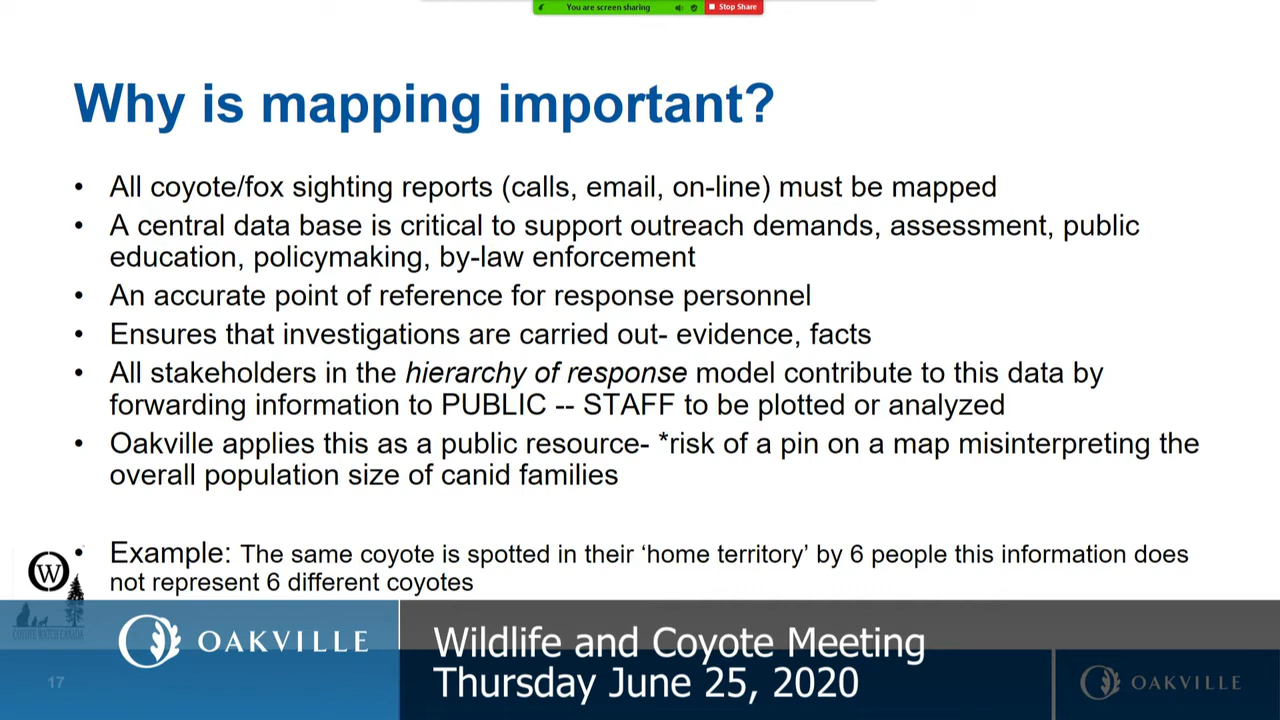 You are screen sharing
Stop Share
Why is mapping important?
• All coyote/fox sighting reports (calls, email, on-line) must be mapped
• A central data base is critical to support outreach demands, assessment, public
education, policymaking, by-law enforcement
• An accurate point of reference for response personnel
• Ensures that investigations are carried out- evidence, facts
• All stakeholders in the hierarchy of response model contribute to this data by
forwarding information to PUBLIC -- STAFF to be plotted or analyzed
• Oakville applies this as a public resource- *risk of a pin on a map misinterpreting the
overall population size of canid families
• Example: The same coyote is spotted in their ‘home territory’ by 6 people this information does
not represent 6 different coyotes
W
COYOTE WATCH CANADA
OAKVILLE
Wildlife and Coyote Meeting
Thursday June 25, 2020
17
OAKVILLE